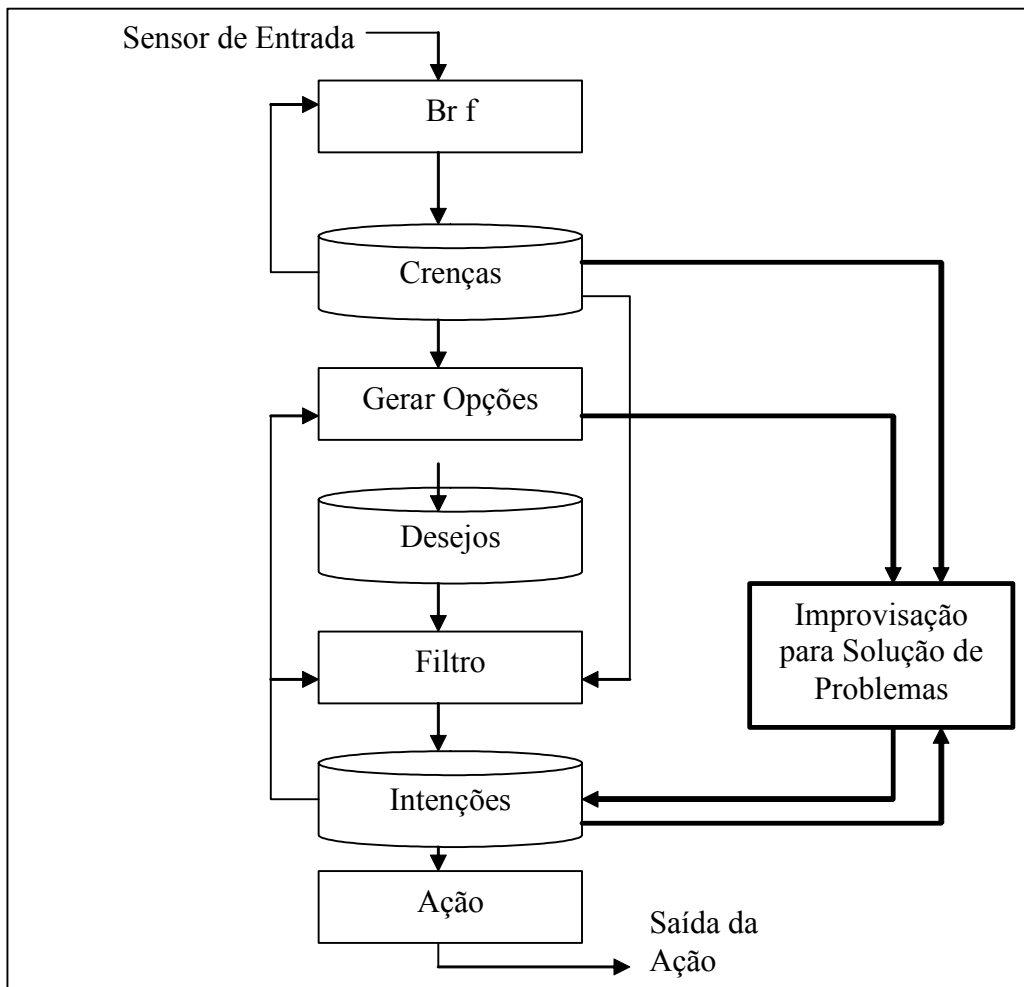 Sensor de Entrada
Br f
Crenças
Gerar Opções
Desejos
Filtro
Improvisação
para Solução de
Problemas
Intenções
Ação
Saída da
Ação